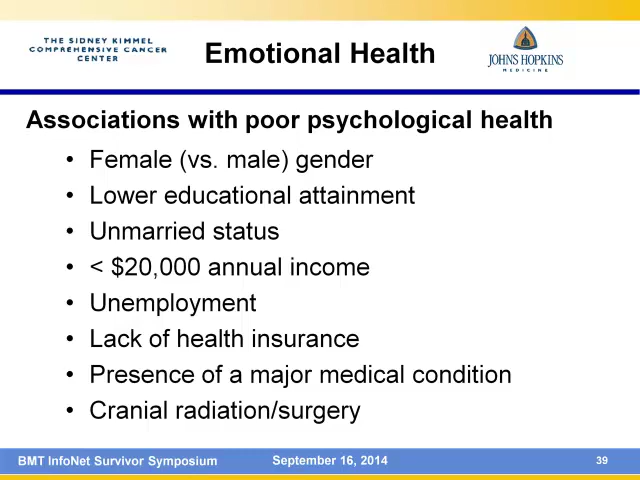 THE SIDNEY KIMMEL
COMPREHENSIVE CANCER
CENTER
Emotional Health
JOHNS HOPKINS
MEDICINE
Associations with poor psychological health
• Female (vs. male) gender
• Lower educational attainment
• Unmarried status
• < $20,000 annual income
• Unemployment
• Lack of health insurance
• Presence of a major medical condition
• Cranial radiation/surgery
BMT InfoNet Survivor Symposium
September 16, 2014
39